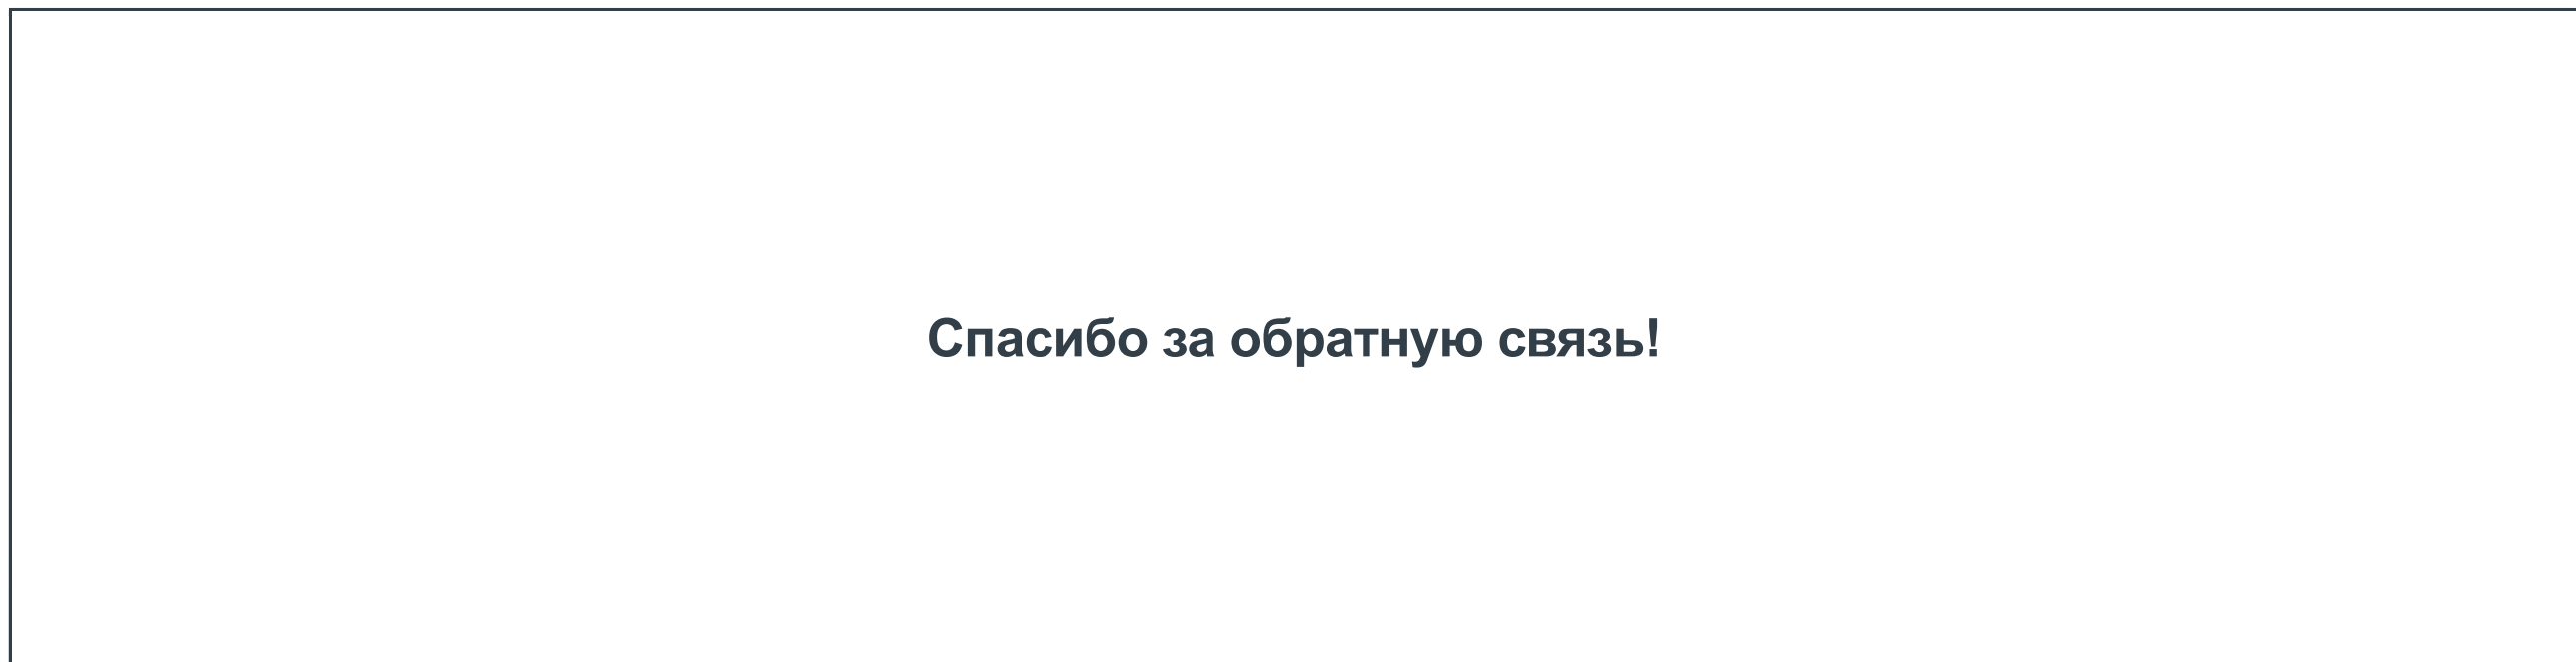 Спасибо за обратную связь!